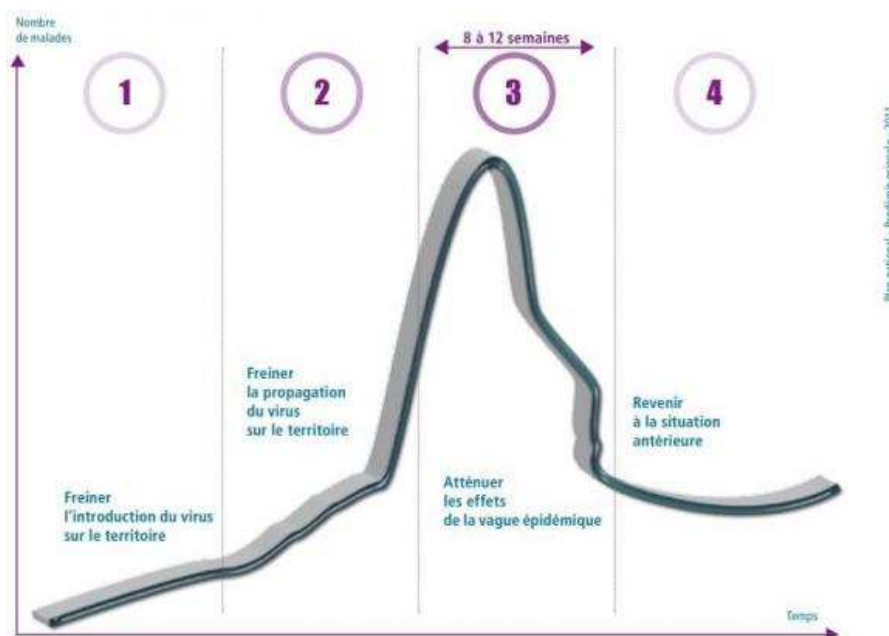 Nombre
de malades
8 à 12 semaines
1
2
3
4
Freiner
l'introduction du virus
sur le territoire
Freiner
la propagation
du virus
sur le territoire
Atténuer
les effets
de la vague épidémique
Revenir
à la situation
antérieure
Temps
2011